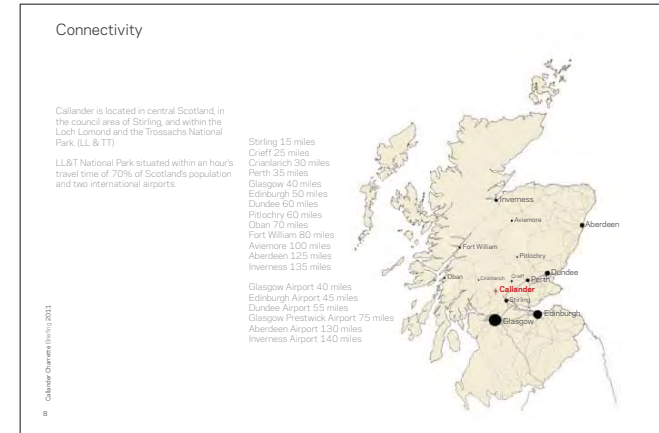 Connectivity
Callander is located in central Scotland, in
the council area of Stirling, and within the
Loch Lomond and the Trossachs National
Park. (LL & TT)
LL&T National Park situated within an hour's
travel time of 70% of Scotland's population
and two international airports.
Stirling 15 miles
Crieff 25 miles
Crianlarich 30 miles
Perth 35 miles
Glasgow 40 miles
Edinburgh 50 miles
Dundee 60 miles
Pitlochry 60 miles
Oban 70 miles
Fort William 80 miles
Aviemore 100 miles
Aberdeen 125 miles
Inverness 135 miles
Glasgow Airport 40 miles
Edinburgh Airport 45 miles
Dundee Airport 55 miles
Glasgow Prestwick Airport 75 miles
Aberdeen Airport 130 miles
Inverness Airport 140 miles
Inverness
Aviemore
Aberdeen
Fort William
Pitlochry
Oban
Crianlarich
Crieff
Perth
Dundee
Callander
Stirling
Glasgow
Edinburgh
Callander Charrette Briefing 2011
8